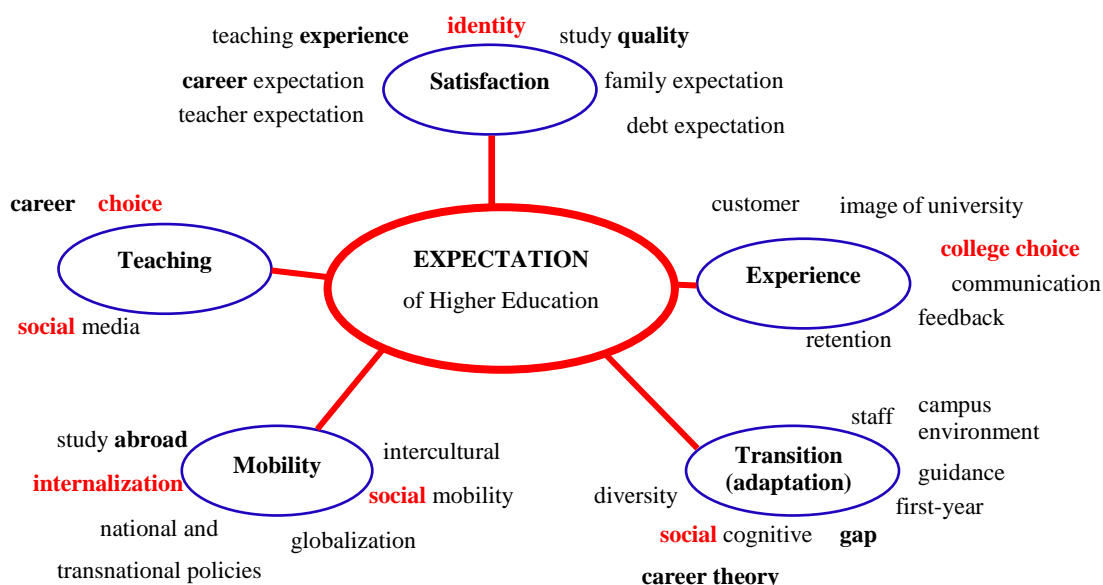 identity
teaching experience
study quality
Satisfaction
career expectation
family expectation
teacher expectation
debt expectation
career choice
Teaching
social media
EXPECTATION
of Higher Education
customer
image of university
Experience
college choice
communication
feedback
retention
study abroad
Mobility
intercultural
internalization
social mobility
national and
globalization
transnational policies
staff
campus
environment
Transition
(adaptation)
guidance
diversity
first-year
social cognitive gap
career theory